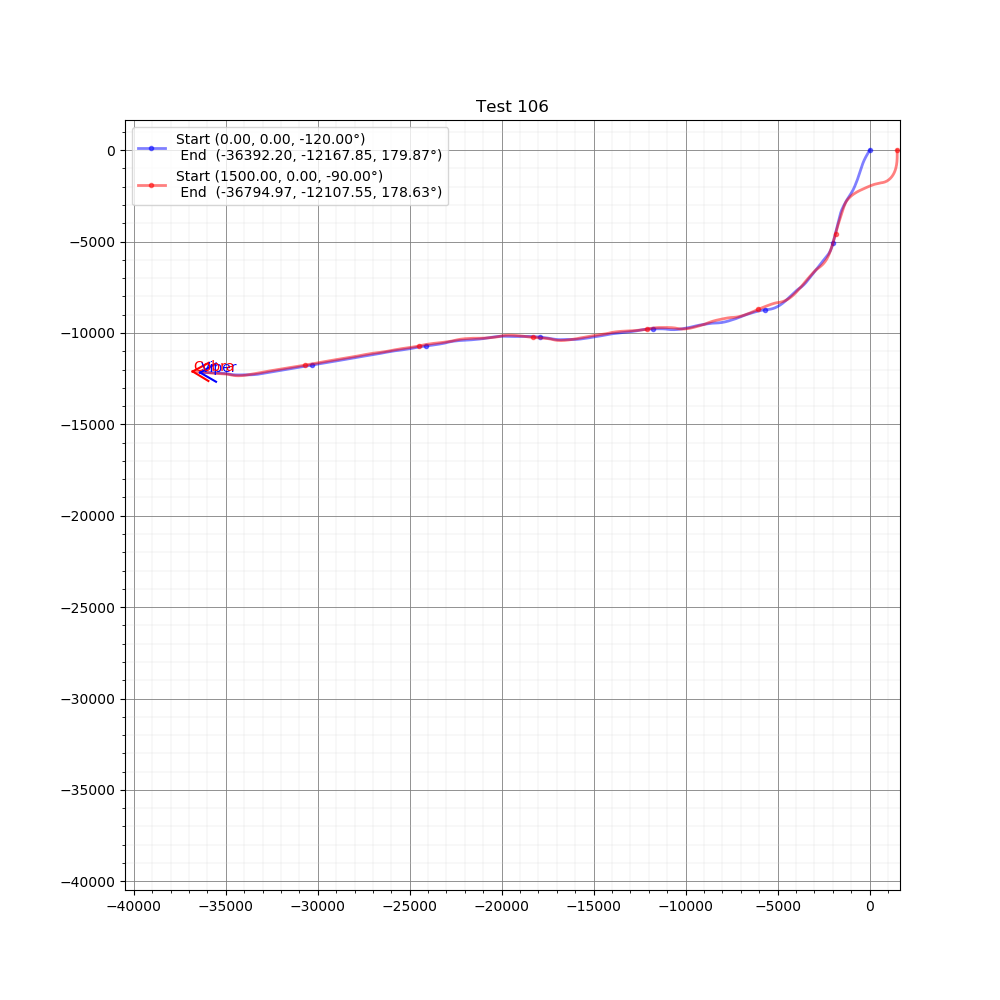 Test 106
Start (0.00, 0.00, -120.00°)
End  (-36392.20, -12167.85, 179.87°)
Start (1500.00, 0.00, -90.00°)
End  (-36794.97, -12107.55, 178.63°)
0
−5000
−10000
−15000
−20000
−25000
−30000
−35000
−40000
−40000 −35000 −30000 −25000 −20000 −15000 −10000 −5000 0